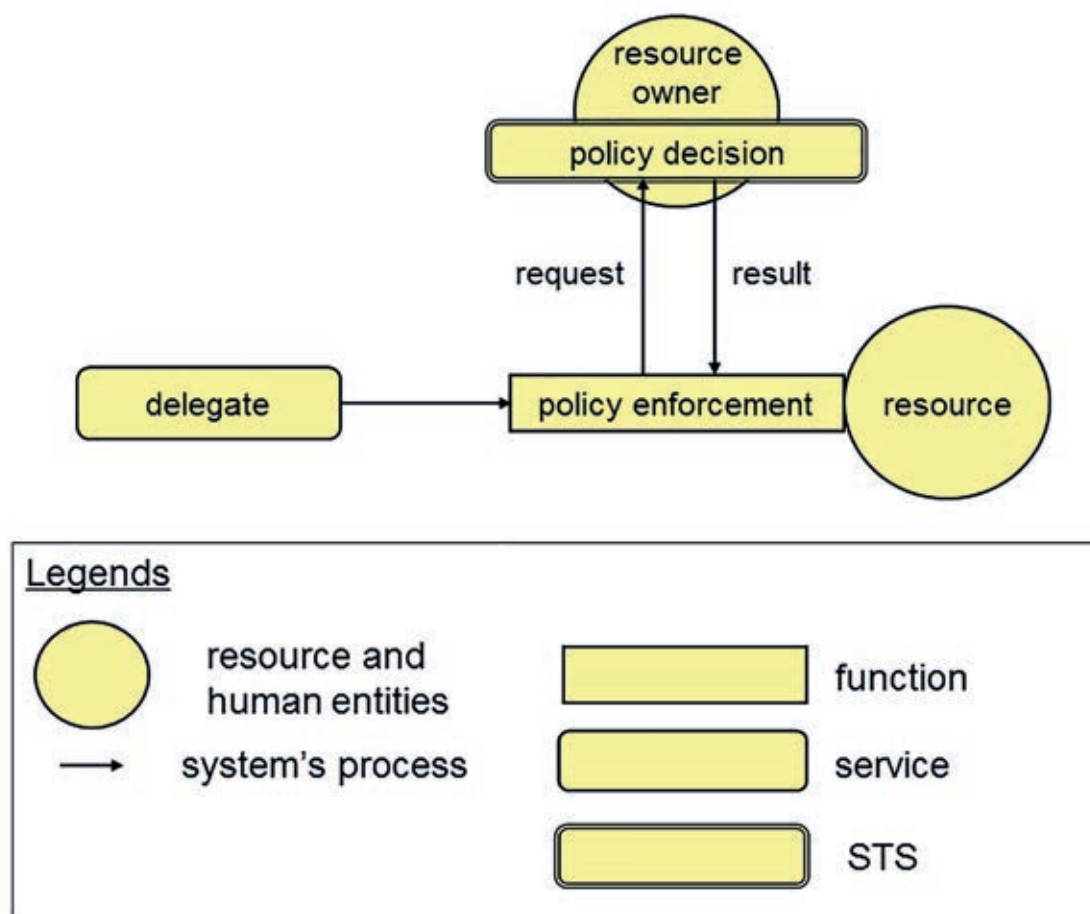 resource
owner
policy decision
request
result
delegate
policy enforcement
resource
Legends
resource and
human entities
system's process
function
service
STS